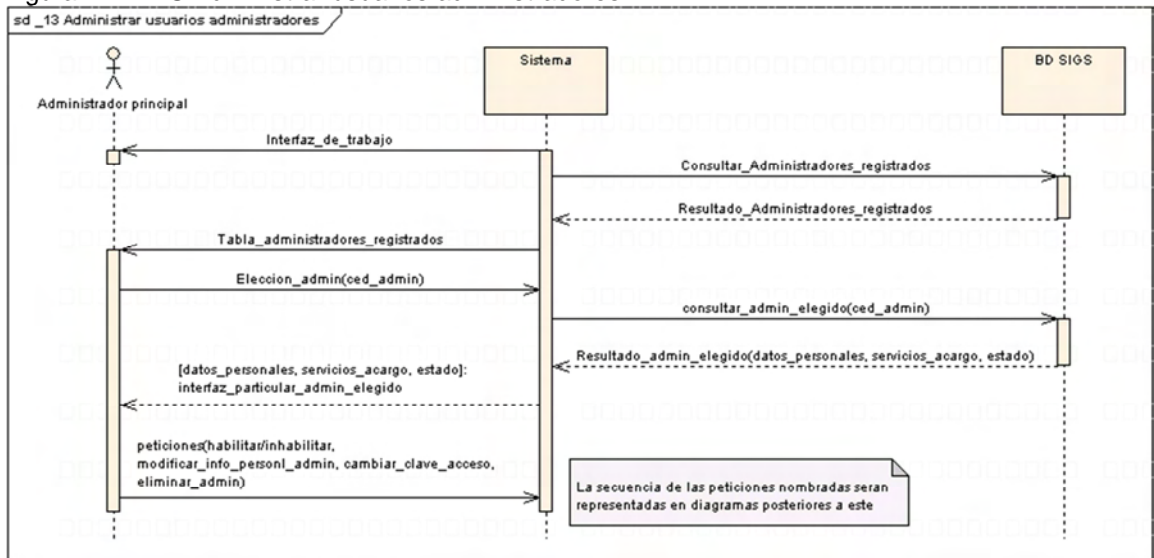 sd _13 Administrar usuarios administradores
Sistema
BD SIGS
Administrador principal
Interfaz_de_trabajo
Consultar_Administradores_registrados
Resultado_Administradores_registrados
Tabla_administradores_registrados
Eleccion_admin(ced_admin)
consultar_admin_elegido(ced_admin)
Resultado_admin_elegido(datos_personales, servicios_acargo, estado)
[datos_personales, servicios_acargo, estado]:
interfaz_particular_admin_elegido
peticiones(habilitar/inhabilitar,
modificar_info_personl_admin, cambiar_clave_acceso,
eliminar_admin)
La secuencia de las peticiones nombradas seran
representadas en diagramas posteriores a este